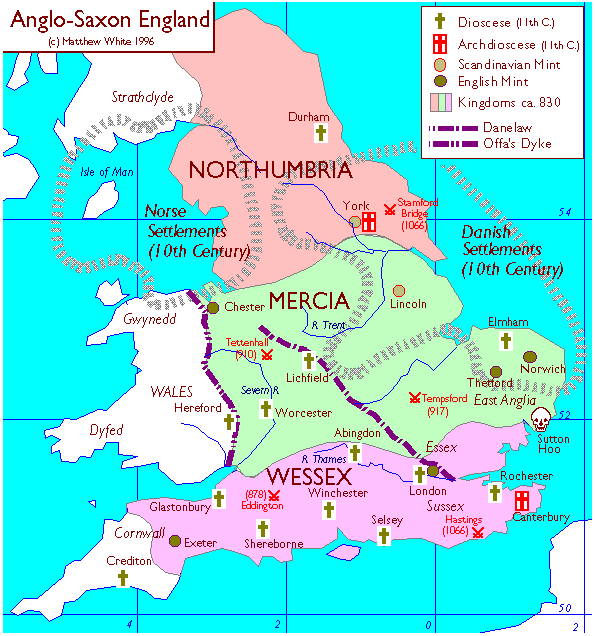 Anglo-Saxon England
(c) Matthew White 1996
Dioscese (11th C.)
Archdioscese (11th C.)
Scandinavian Mint
English Mint
Kingdoms ca. 830
Danelaw
Offa's Dyke
Strathclyde
Durham
Isle of Man
NORTHUMBRIA
York
Stamford
Bridge
(1066)
54
Norse
Settlements
(10th Century)
Danish
Settlements
(10th Century)
Chester
MERCIA
Lincoln
Gwynedd
R. Trent
Elmham
Tettenhall
(910)
Lichfield
Norwich
Thetford
WALES
Severn R.
Tempsford
(917)
East Anglia
Hereford
Worcester
52
Dyfed
Abingdon
Essex
Sutton
Hoo
R. Thames
WESSEX
London
Rochester
Glastonbury
(878)
Eddington
Winchester
Sussex
Canterbury
Cornwall
Exeter
Shereborne
Selsey
Hastings
(1066)
Crediton
50
4
2
0
2